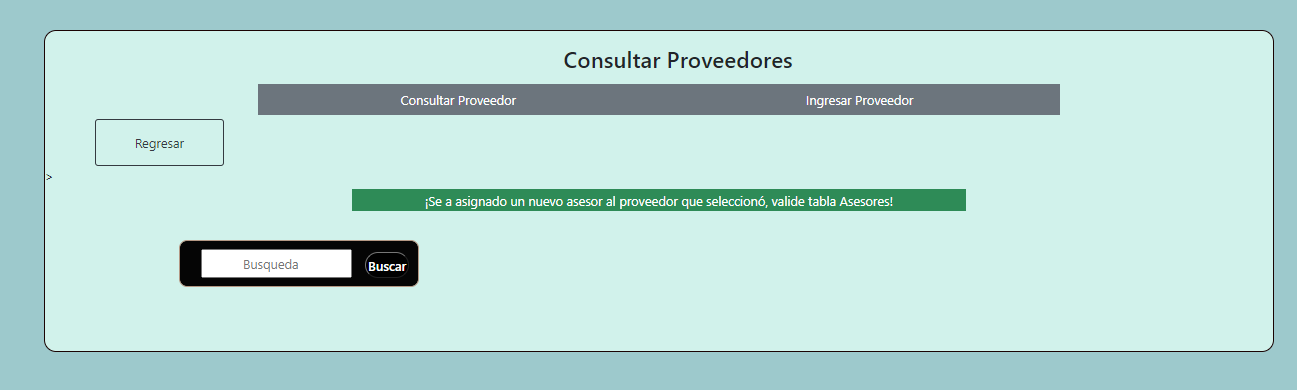 Consultar Proveedores
Consultar Proveedor Ingresar Proveedor
Regresar
>
¡Se a asignado un nuevo asesor al proveedor que seleccionó, valide tabla Asesores!
Busqueda Buscar